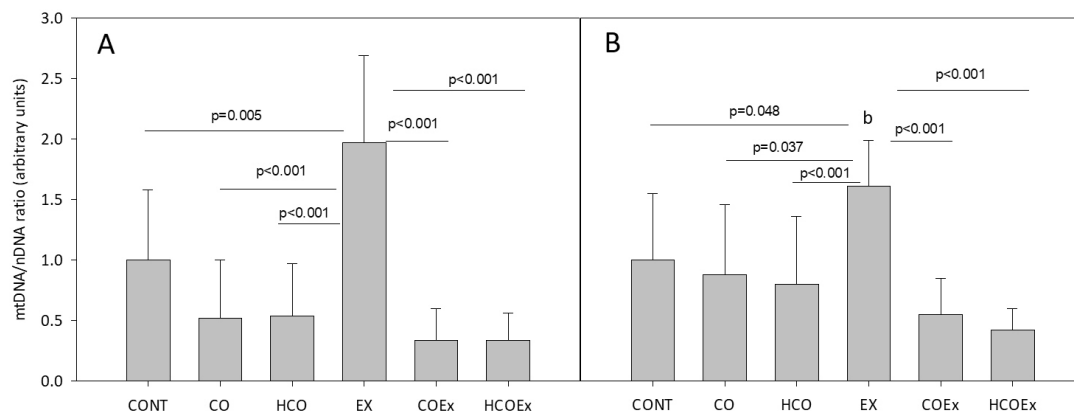 mtDNA/nDNA ratio (arbitrary units)
3.0
2.5
2.0
1.5
1.0
0.5
0.0
A
p<0.001
p=0.005
p<0.001
p<0.001
p<0.001
CONT CO HCO EX COEx HCOEx
B
p<0.001
p=0.048
b
p<0.001
p=0.037
p<0.001
CONT CO HCO EX COEx HCOEx